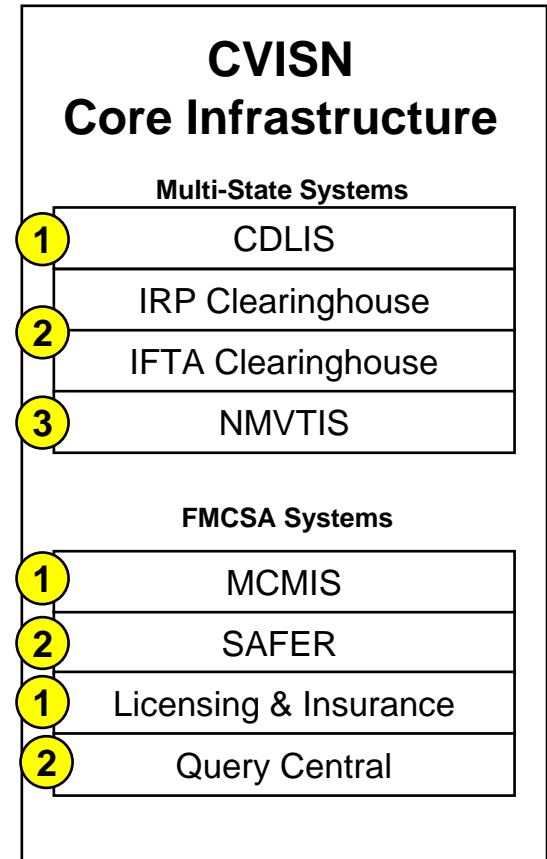 CVISN
Core Infrastructure
Multi-State Systems
1 CDLIS
IRP Clearinghouse
2
IFTA Clearinghouse
3 NMVTIS
FMCSA Systems
1 MCMIS
2 SAFER
1 Licensing & Insurance
2 Query Central